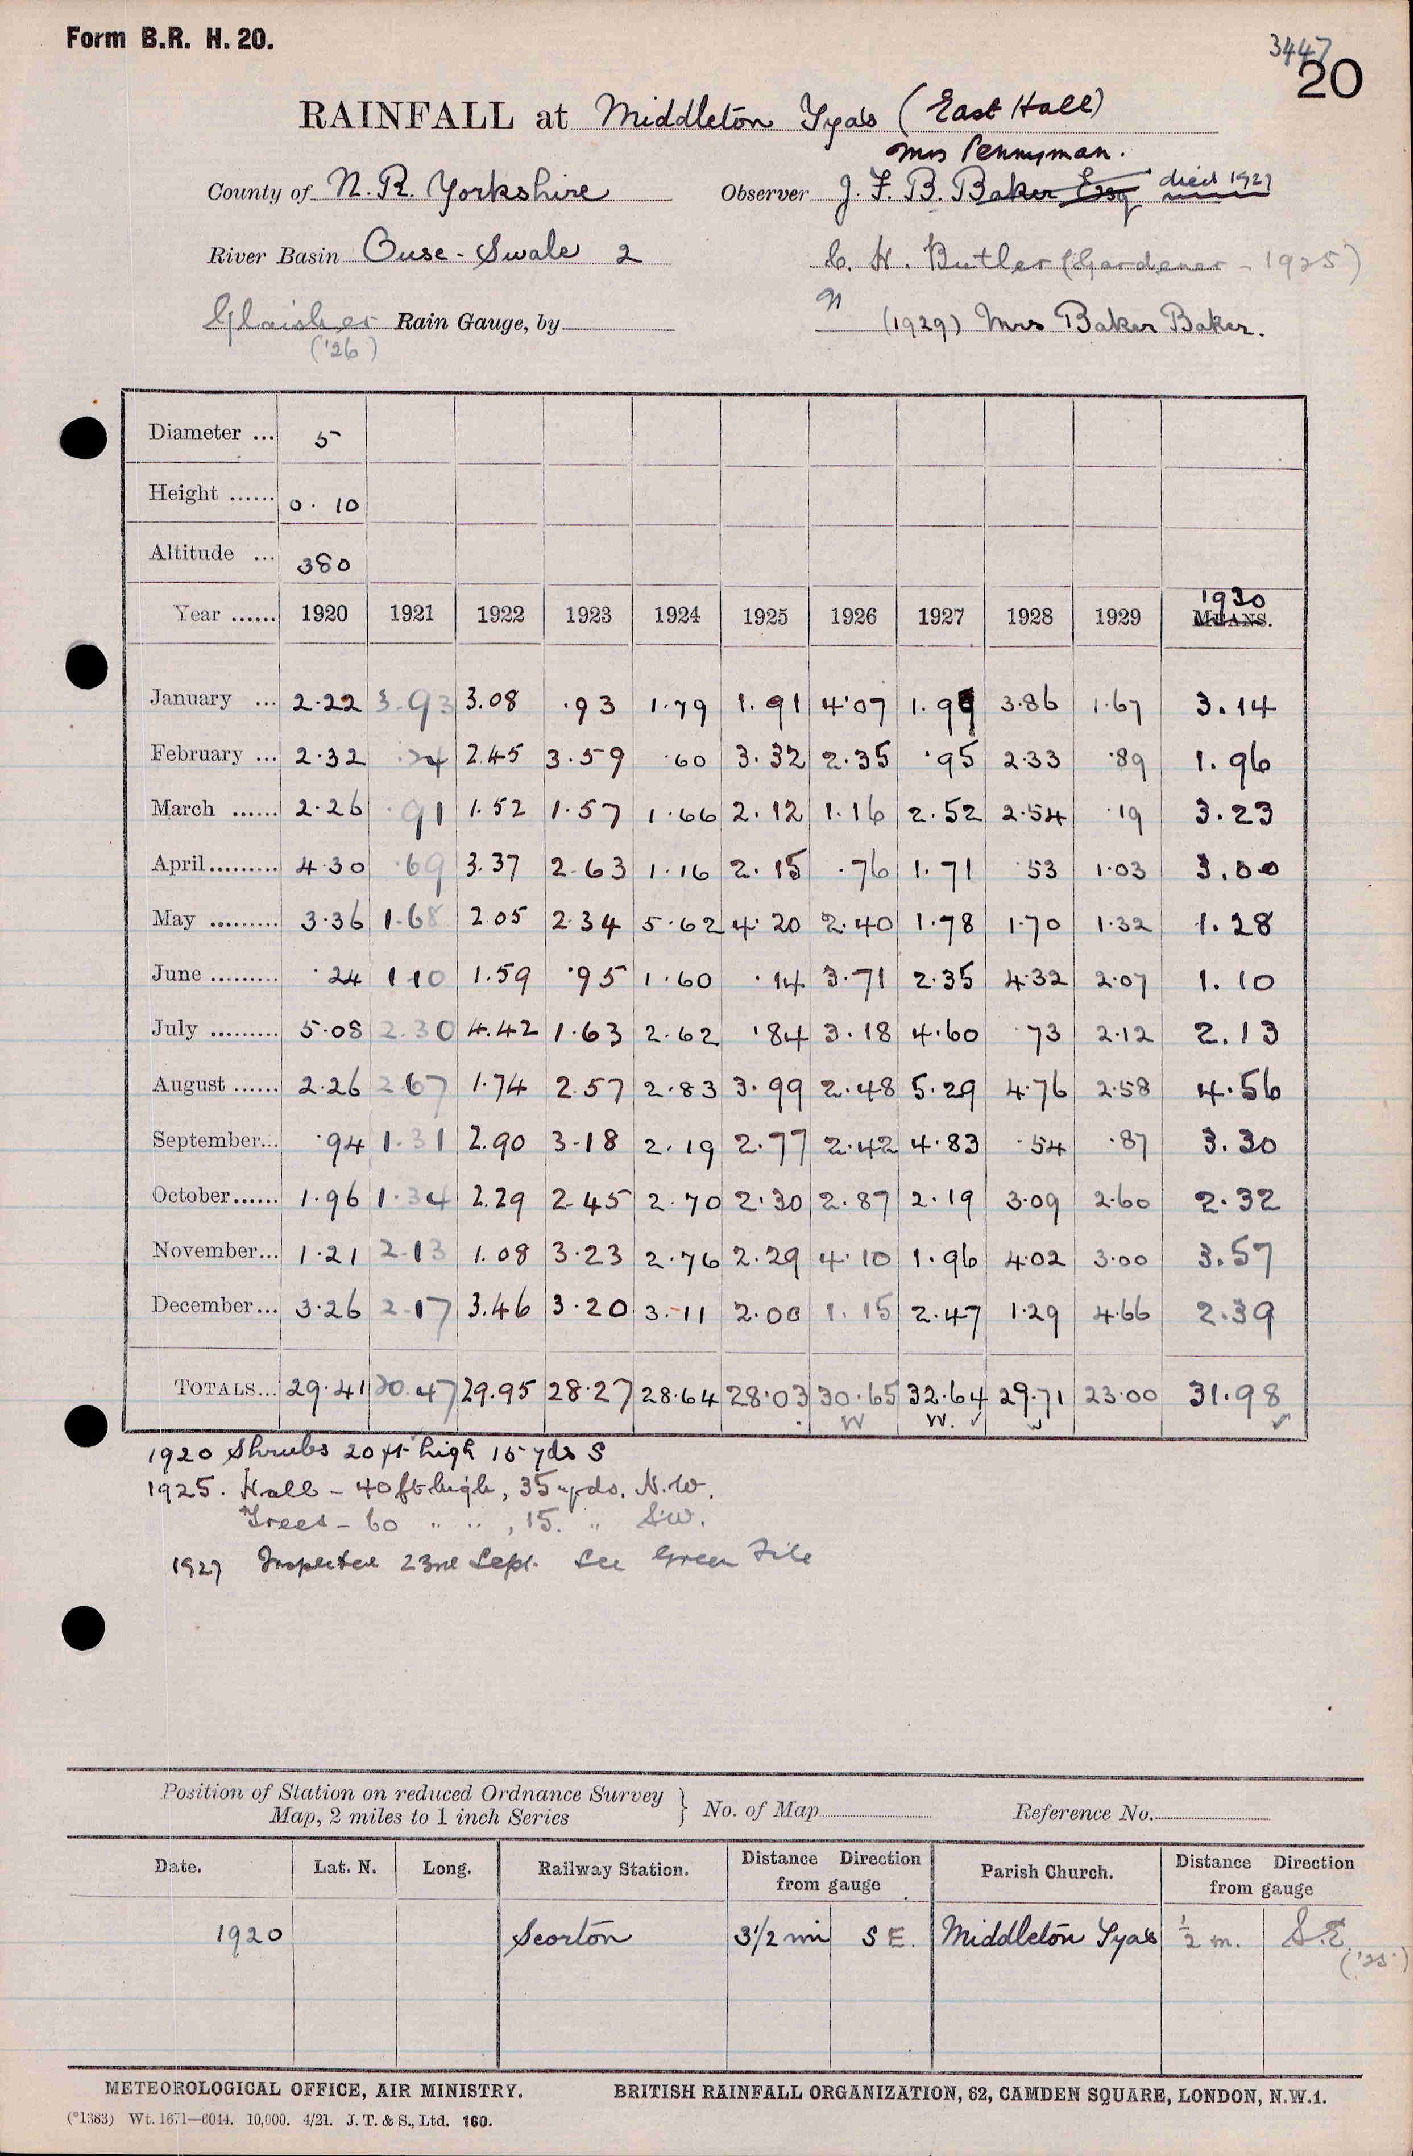 Form B.R. H. 20.
3447
20
RAINFALL at Middleton Tyas (East Hall)
Mrs Pennyman.
County of N. R. Yorkshire Observer J. F. B. Baker Esq died 1927
River Basin Ouse - Swale 2 C. H. Butler (Gardener - 1925)
Glaisher Rain Gauge, by (1929) Mrs Baker Baker.
('26)
Diameter ... 5
Height ...... 0. 10
Altitude ... 380
Year ...... 1920 1921 1922 1923 1924 1925 1926 1927 1928 1929 1930 MEANS.
January ... 2.22 3.93 3.08 .93 1.79 1.91 4.07 1.99 3.86 1.67 3.14
February ... 2.32 .24 2.45 3.59 .60 3.32 2.35 .95 2.33 .89 1.96
March ...... 2.26 .91 1.52 1.57 1.66 2.12 1.16 2.52 2.54 .19 3.23
April......... 4.30 .69 3.37 2.63 1.16 2.15 .76 1.71 .53 1.03 3.00
May ......... 3.36 1.68 2.05 2.34 5.62 4.20 2.40 1.78 1.70 1.32 1.28
June ......... .24 1.10 1.59 .95 1.60 .14 3.71 2.35 4.32 2.07 1.10
July ......... 5.08 2.30 4.42 1.63 2.62 .84 3.18 4.60 .73 2.12 2.13
August ...... 2.26 2.67 1.74 2.57 2.83 3.99 2.48 5.29 4.76 2.58 4.56
September... .94 1.31 2.90 3.18 2.19 2.77 2.42 4.83 .54 .87 3.30
October...... 1.96 1.34 2.29 2.45 2.70 2.30 2.87 2.19 3.09 2.60 2.32
November... 1.21 2.13 1.08 3.23 2.76 2.29 4.10 1.96 4.02 3.00 3.57
December... 3.26 2.17 3.46 3.20 3.11 2.00 1.15 2.47 1.29 4.66 2.39
TOTALS... 29.41 20.47 29.95 28.27 28.64 28.03 30.65 32.64 29.71 23.00 31.98
W W. ✓ ✓
1920 Shrubs 20 ft high 15 yds S
1925. Hall - 40 ft high, 35 yds. N.W.
Trees - 60 " " , 15. " S.W.
1927 Inspected 23rd Sept. See Green File
Position of Station on reduced Ordnance Survey
Map, 2 miles to 1 inch Series } No. of Map Reference No.
Date. Lat. N. Long. Railway Station. Distance Direction from gauge Parish Church. Distance Direction from gauge
1920 Scorton 3 1/2 mi S E. Middleton Tyas 1/2 m. S.E.
('25)
METEOROLOGICAL OFFICE, AIR MINISTRY. BRITISH RAINFALL ORGANIZATION, 62, CAMDEN SQUARE, LONDON, N.W.1.
(*1383) Wt. 1671—6044. 10,000. 4/21. J. T. & S., Ltd. 160.